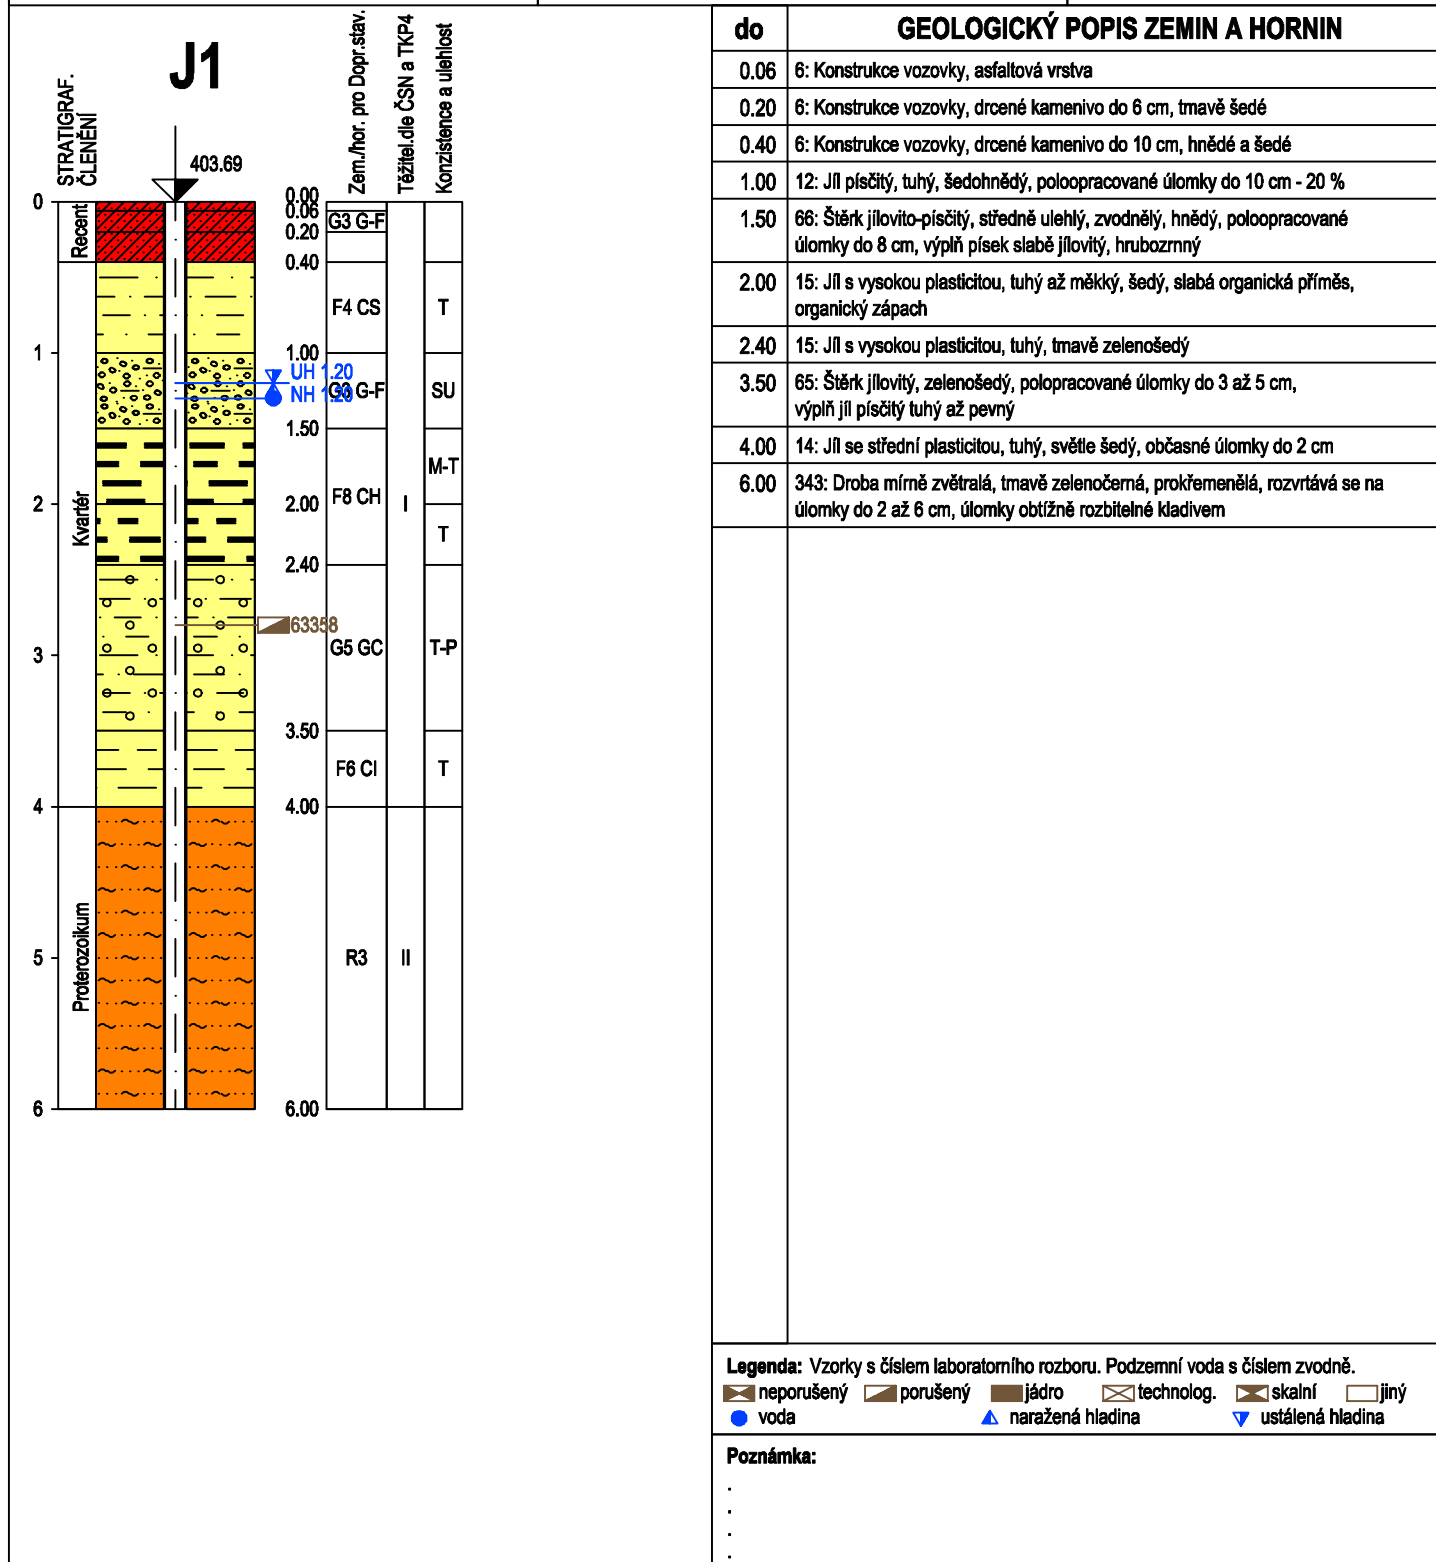 J1
403.69
STRATIGRAF.
ČLENĚNÍ
Zem./hor. pro Dopr.stav.
Těžitel.dle ČSN a TKP4
Konzistence a ulehlost
0
1
2
3
4
5
6
Recent
Kvartér
Proterozoikum
0.00
0.06
0.20
0.40
1.00
1.50
2.00
2.40
3.50
4.00
6.00
UH 1.20
NH 1.20
63358
G3 G-F
F4 CS
G3 G-F
F8 CH
G5 GC
F6 CI
R3
I
II
T
SU
M-T
T
T-P
T
do GEOLOGICKÝ POPIS ZEMIN A HORNIN
0.06 6: Konstrukce vozovky, asfaltová vrstva
0.20 6: Konstrukce vozovky, drcené kamenivo do 6 cm, tmavě šedé
0.40 6: Konstrukce vozovky, drcené kamenivo do 10 cm, hnědé a šedé
1.00 12: Jíl písčitý, tuhý, šedohnědý, poloopracované úlomky do 10 cm - 20 %
1.50 66: Štěrk jílovito-písčitý, středně ulehlý, zvodnělý, hnědý, poloopracované
úlomky do 8 cm, výplň písek slabě jílovitý, hrubozrnný
2.00 15: Jíl s vysokou plasticitou, tuhý až měkký, šedý, slabá organická příměs,
organický zápach
2.40 15: Jíl s vysokou plasticitou, tuhý, tmavě zelenošedý
3.50 65: Štěrk jílovitý, zelenošedý, polopracované úlomky do 3 až 5 cm,
výplň jíl písčitý tuhý až pevný
4.00 14: Jíl se střední plasticitou, tuhý, světle šedý, občasné úlomky do 2 cm
6.00 343: Droba mírně zvětralá, tmavě zelenočerná, prokřemenělá, rozvrtává se na
úlomky do 2 až 6 cm, úlomky obtížně rozbitelné kladivem
Legenda: Vzorky s číslem laboratorního rozboru. Podzemní voda s číslem zvodně.
neporušený porušený jádro technolog. skalní jiný
voda naražená hladina ustálená hladina
Poznámka:
.
.
.
.